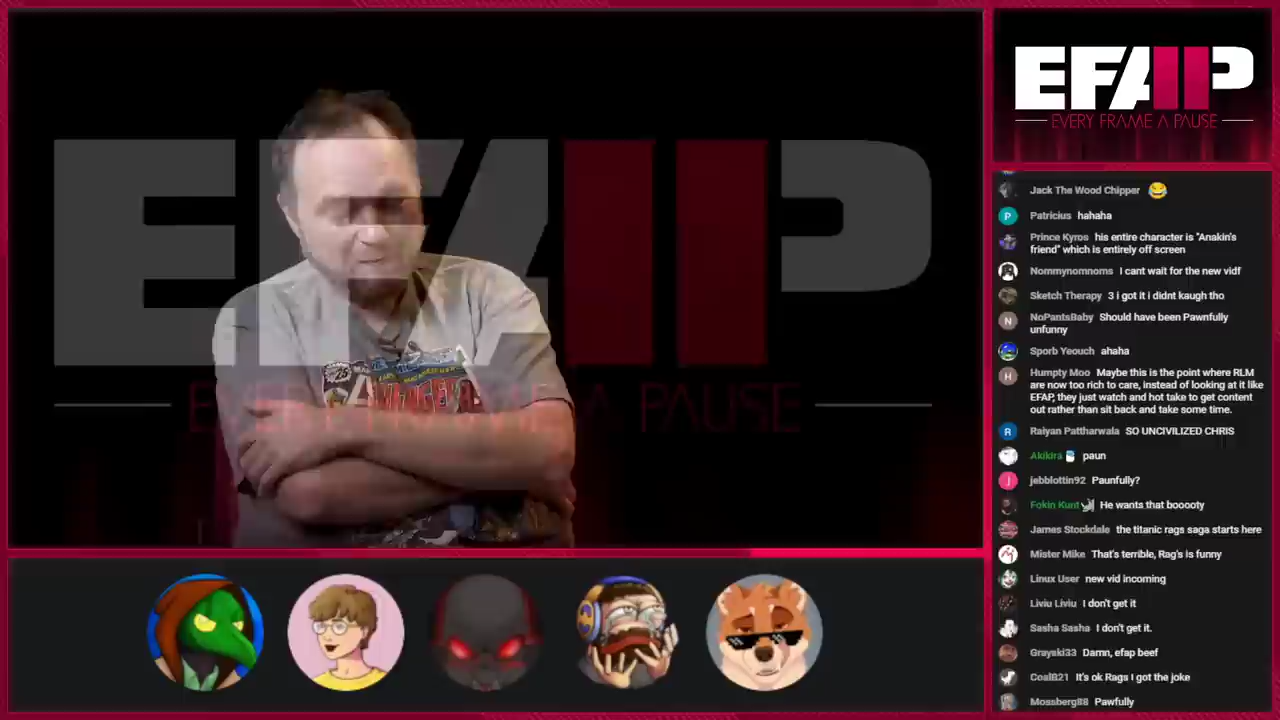 EFAP
EVERY FRAME A PAUSE
AVENGERS
EFAP
EVERY FRAME A PAUSE
Jack The Wood Chipper 😂
P Patricius hahaha
Prince Kyros his entire character is "Anakin's
friend" which is entirely off screen
Nommynomnoms I cant wait for the new vidf
Sketch Therapy 3 i got it i didnt kaugh tho
N NoPantsBaby Should have been Pawnfully
unfunny
Sporb Yeouch ahaha
H Humpty Moo Maybe this is the point where RLM
are now too rich to care, instead of looking at it like
EFAP, they just watch and hot take to get content
out rather than sit back and take some time.
R Raiyan Pattharwala SO UNCIVILIZED CHRIS
Akikira paun
J jebblottin92 Paunfully?
Fokin Kunt He wants that booooty
James Stockdale the titanic rags saga starts here
Mister Mike That's terrible, Rag's is funny
Linux User new vid incoming
Liviu Liviu I don't get it
Sasha Sasha I don't get it.
Grayski33 Damn, efap beef
CoalB21 It's ok Rags I got the joke
Mossberg88 Pawfully